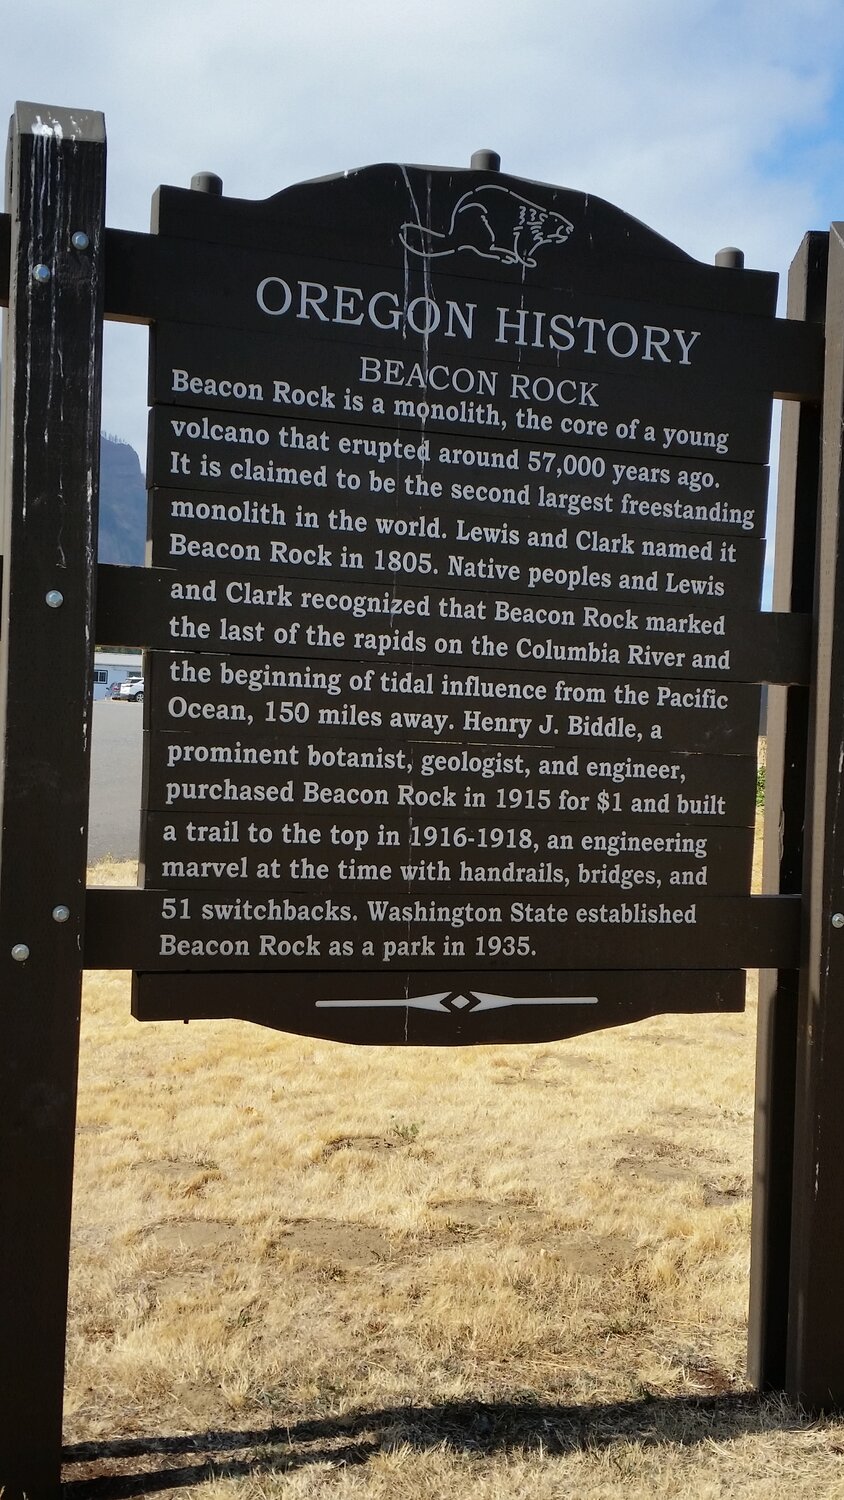 OREGON HISTORY
BEACON ROCK
Beacon Rock is a monolith, the core of a young
volcano that erupted around 57,000 years ago.
It is claimed to be the second largest freestanding
monolith in the world. Lewis and Clark named it
Beacon Rock in 1805. Native peoples and Lewis
and Clark recognized that Beacon Rock marked
the last of the rapids on the Columbia River and
the beginning of tidal influence from the Pacific
Ocean, 150 miles away. Henry J. Biddle, a
prominent botanist, geologist, and engineer,
purchased Beacon Rock in 1915 for $1 and built
a trail to the top in 1916-1918, an engineering
marvel at the time with handrails, bridges, and
51 switchbacks. Washington State established
Beacon Rock as a park in 1935.